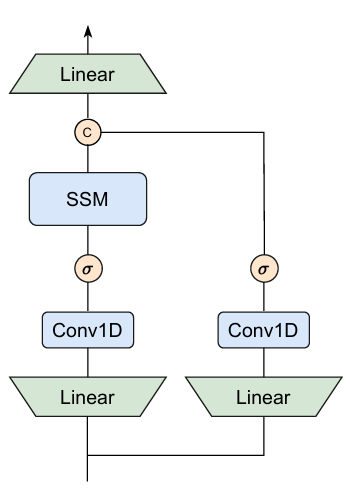 Linear
C
SSM
σ σ
Conv1D Conv1D
Linear Linear